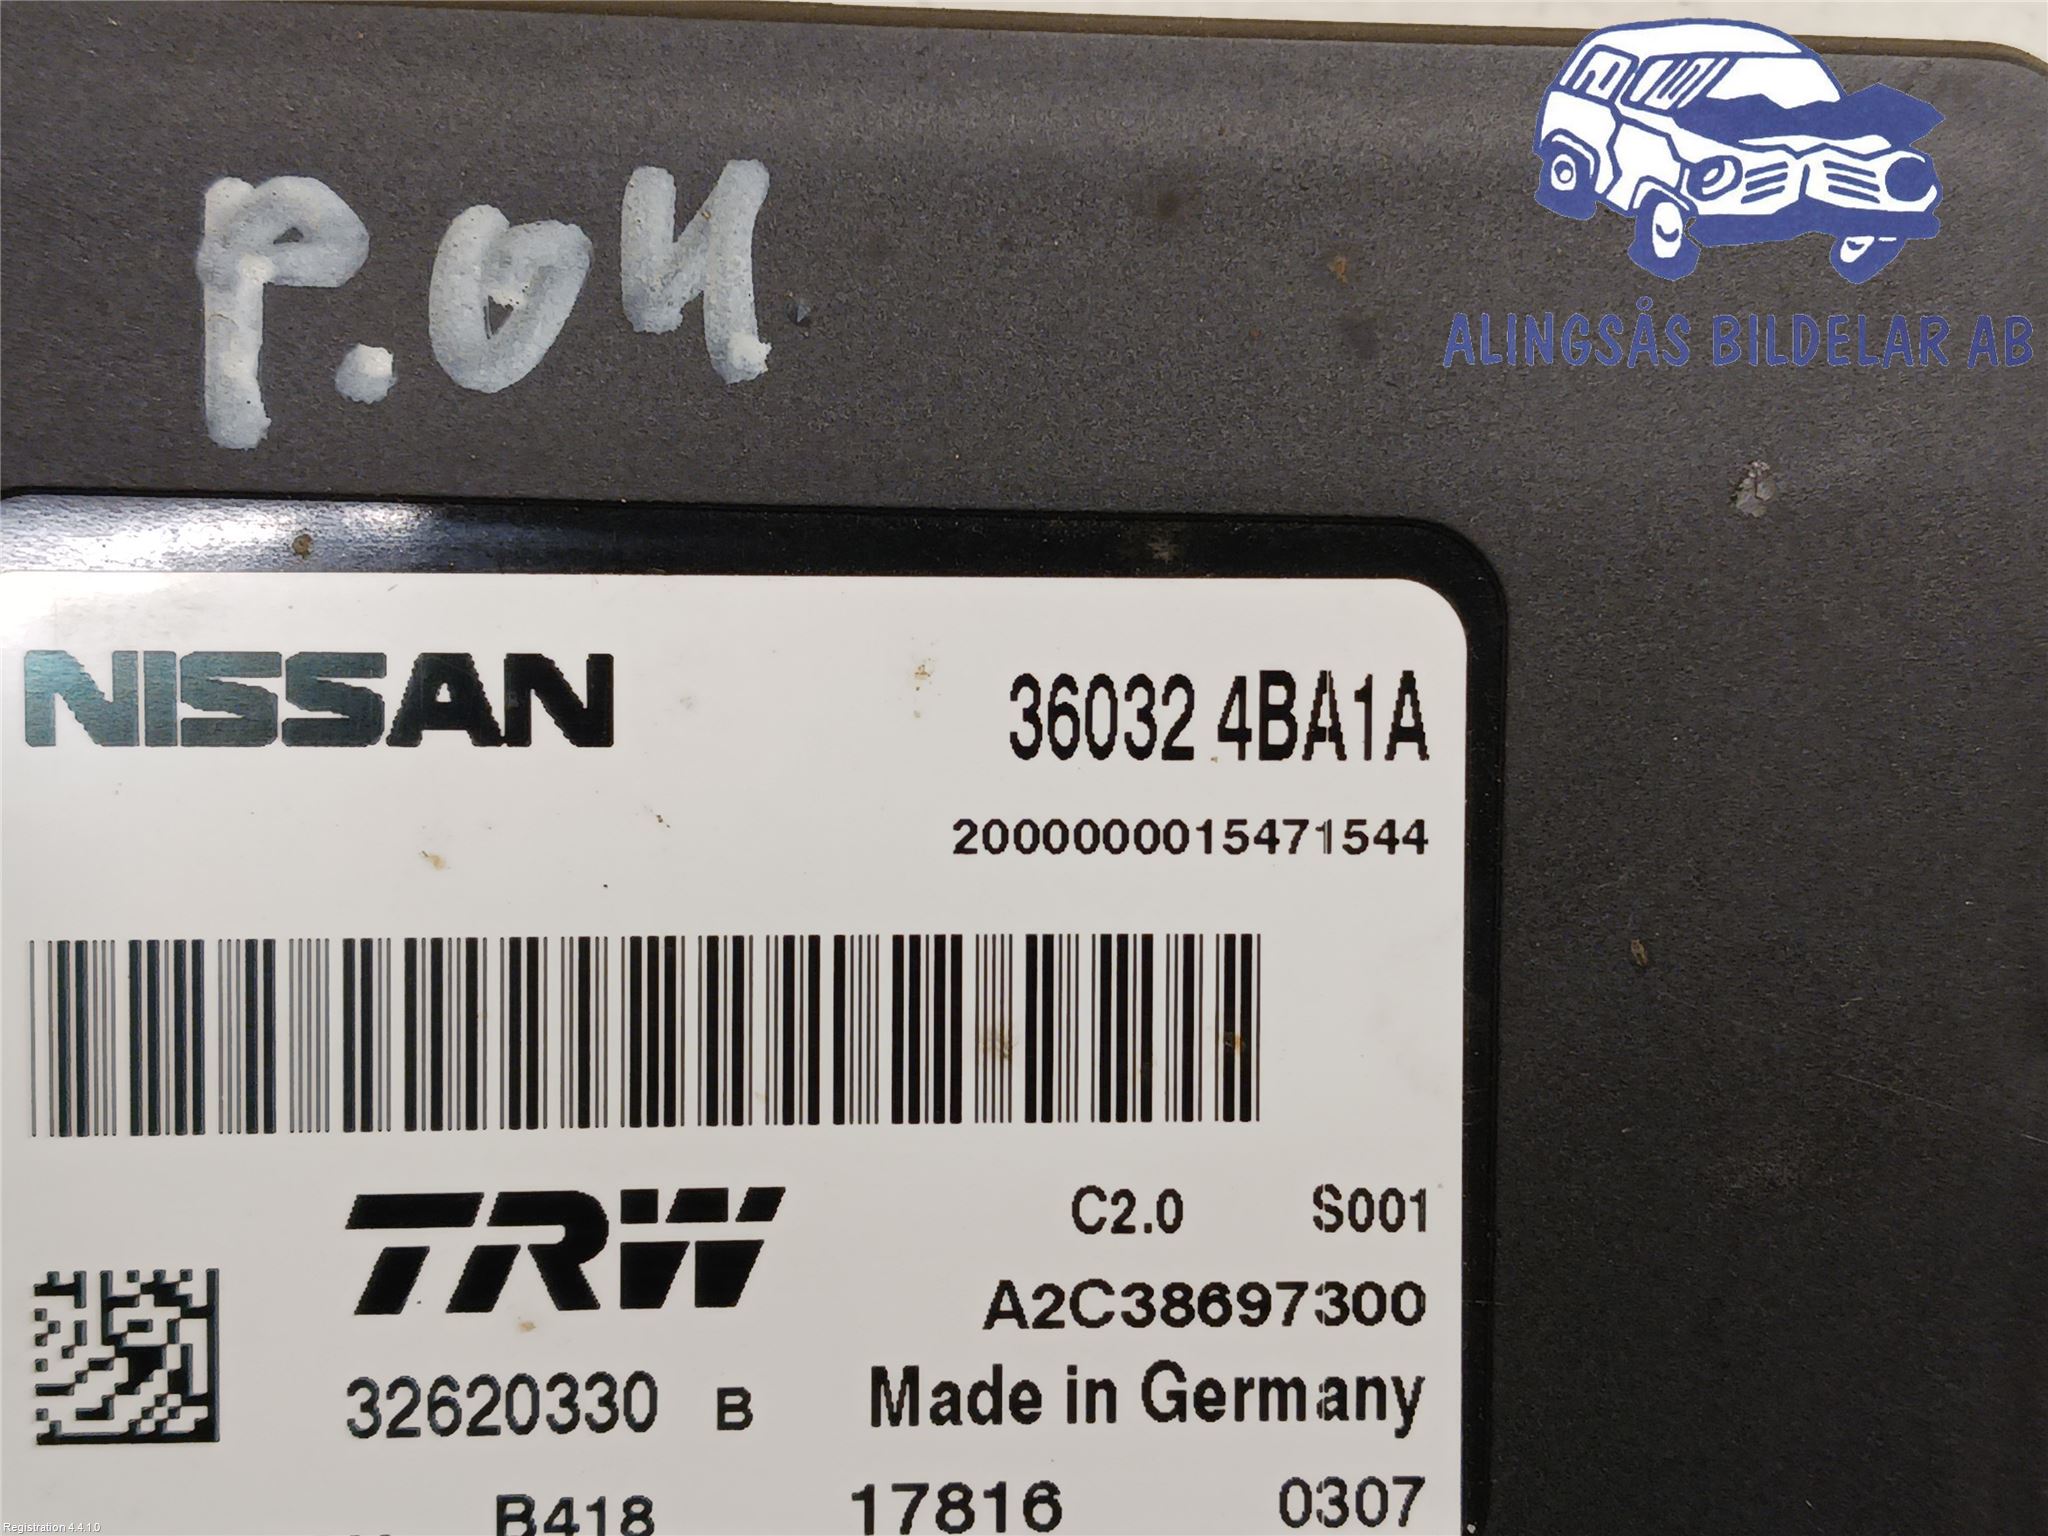 P.04
ALINGSÅS BILDELAR AB
NISSAN
36032 4BA1A
2000000015471544
TRW
C2.0 S001
A2C38697300
32620330 B
Made in Germany
B418 17816 0307
Registration 4.4.1.0